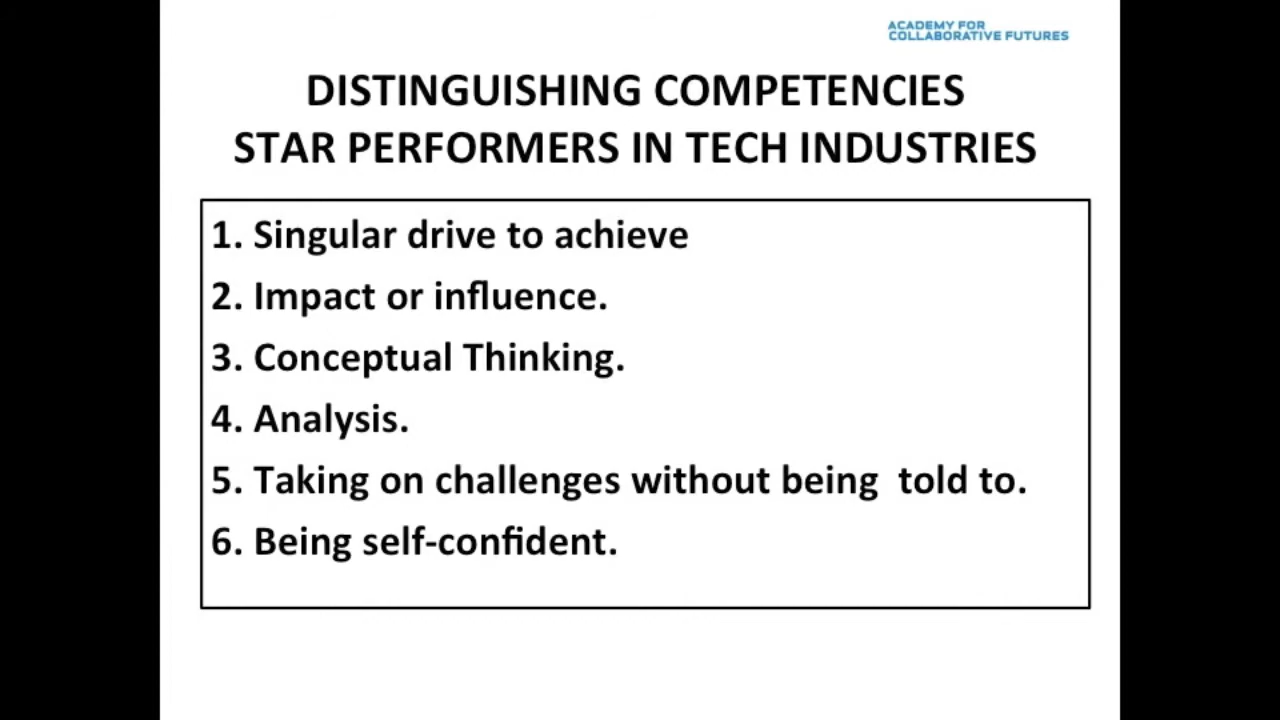 ACADEMY FOR
COLLABORATIVE FUTURES
DISTINGUISHING COMPETENCIES
STAR PERFORMERS IN TECH INDUSTRIES
1. Singular drive to achieve
2. Impact or influence.
3. Conceptual Thinking.
4. Analysis.
5. Taking on challenges without being  told to.
6. Being self-confident.